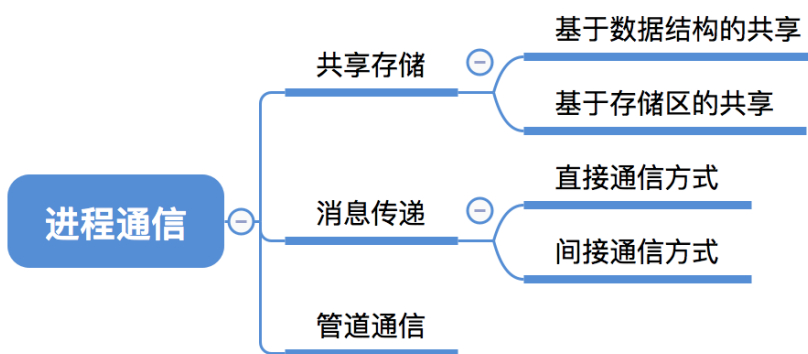 进程通信
共享存储
基于数据结构的共享
基于存储区的共享
消息传递
直接通信方式
间接通信方式
管道通信